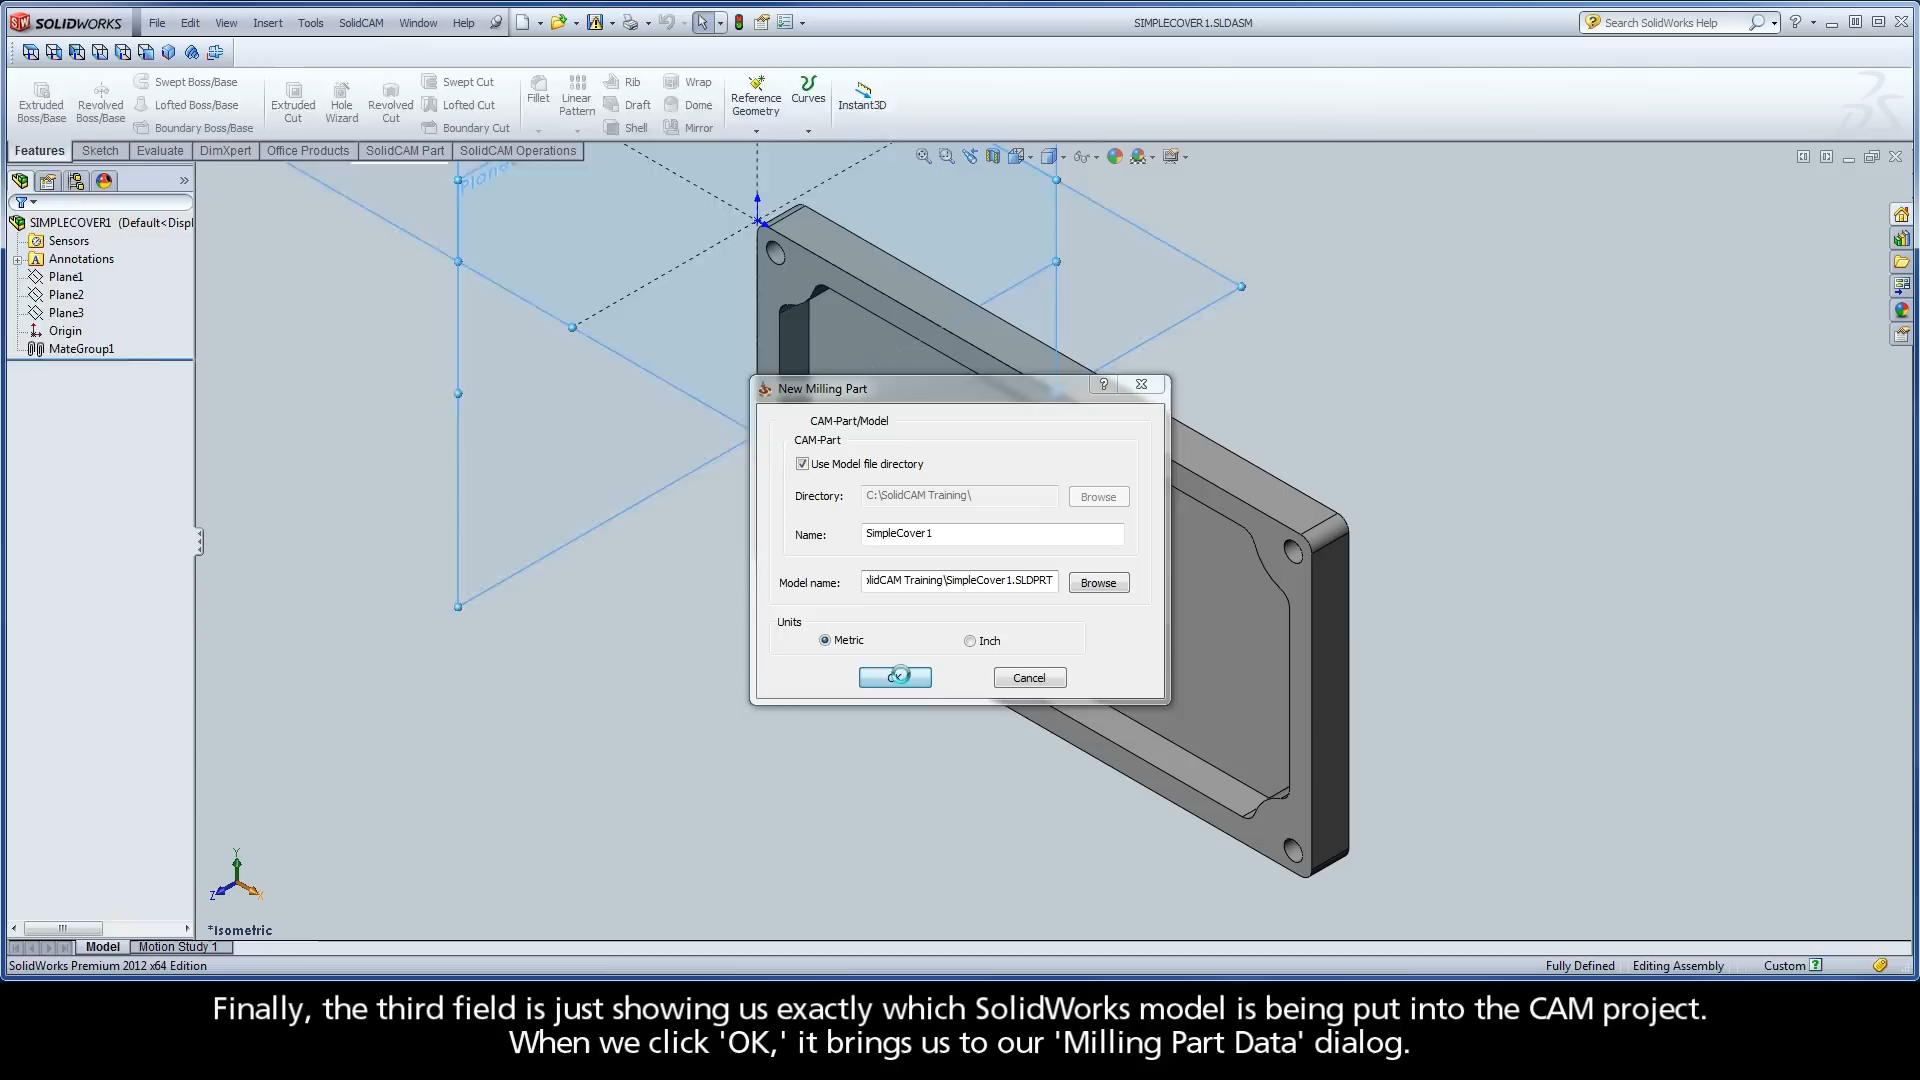 SOLIDWORKS File Edit View Insert Tools SolidCAM Window Help SIMPLECOVER1.SLDASM Search SolidWorks Help
Extruded Boss/Base Revolved Boss/Base Swept Boss/Base Lofted Boss/Base Boundary Boss/Base Extruded Cut Hole Wizard Revolved Cut Swept Cut Lofted Cut Boundary Cut Fillet Linear Pattern Rib Draft Shell Wrap Dome Mirror Reference Geometry Curves Instant3D
Features Sketch Evaluate DimXpert Office Products SolidCAM Part SolidCAM Operations
SIMPLECOVER1 (Default<Displ
Sensors
Annotations
Plane1
Plane2
Plane3
Origin
MateGroup1
New Milling Part
CAM-Part/Model
CAM-Part
Use Model file directory
Directory: C:\SolidCAM Training\ Browse
Name: SimpleCover1
Model name: lidCAM Training\SimpleCover1.SLDPRT Browse
Units
Metric Inch
OK Cancel
Y
Z X
*Isometric
Model Motion Study 1
SolidWorks Premium 2012 x64 Edition Fully Defined Editing Assembly Custom
Finally, the third field is just showing us exactly which SolidWorks model is being put into the CAM project.
When we click 'OK,' it brings us to our 'Milling Part Data' dialog.